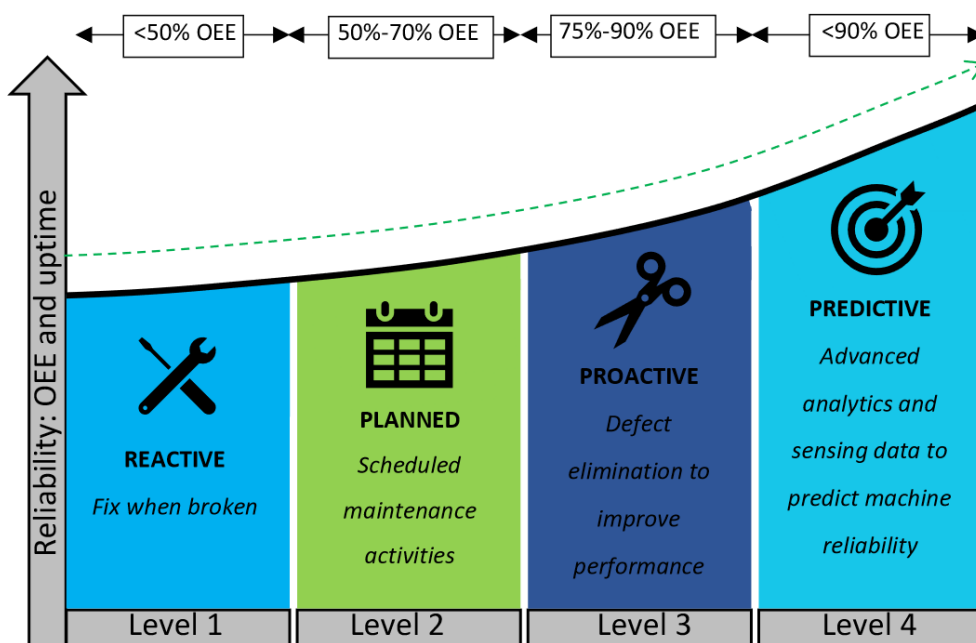 <50% OEE
50%-70% OEE
75%-90% OEE
<90% OEE
Reliability: OEE and uptime
REACTIVE
Fix when broken
PLANNED
Scheduled
maintenance
activities
PROACTIVE
Defect
elimination to
improve
performance
PREDICTIVE
Advanced
analytics and
sensing data to
predict machine
reliability
Level 1
Level 2
Level 3
Level 4